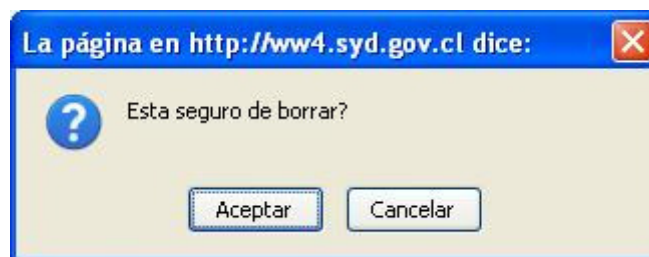 La página en http://ww4.syd.gov.cl dice:
Esta seguro de borrar?
Aceptar
Cancelar